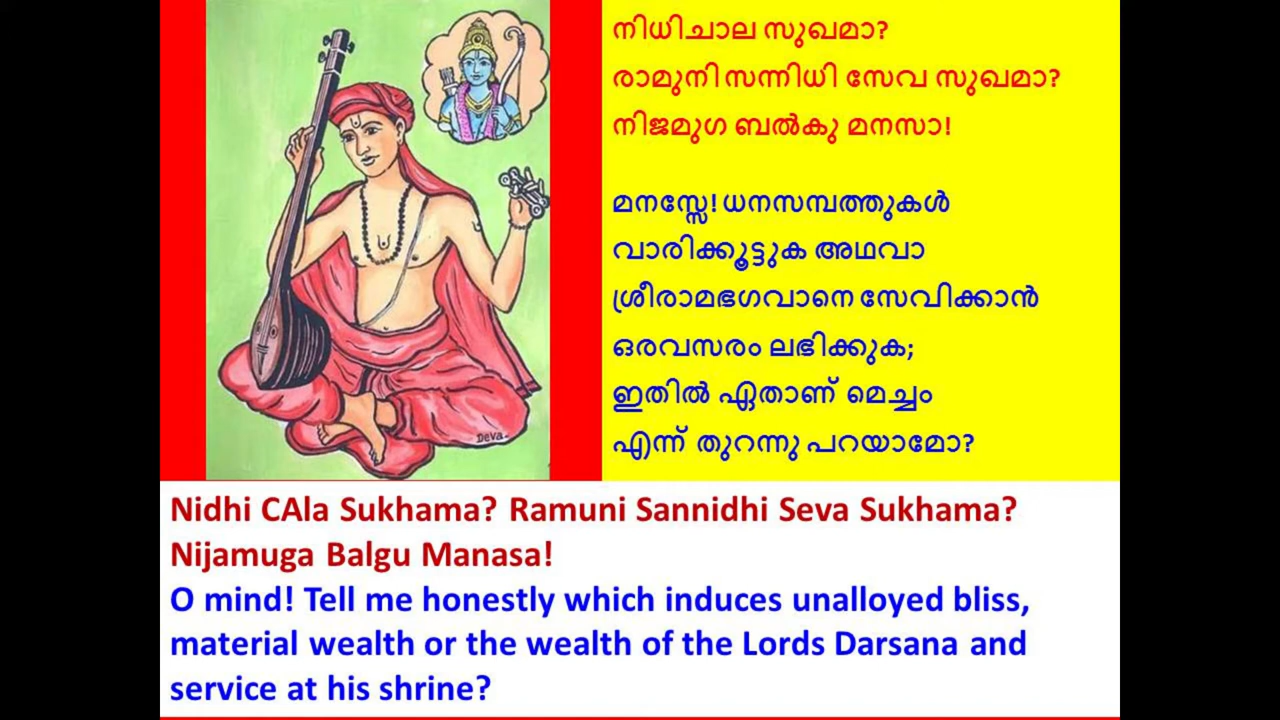 നിധിചാല സുഖമാ?
രാമുനി സന്നിധി സേവ സുഖമാ?
നിജമുഗ ബൽകു മനസാ!
മനസ്സേ! ധനസമ്പത്തുകൾ
വാരിക്കൂട്ടുക അഥവാ
ശ്രീരാമഭഗവാനെ സേവിക്കാൻ
ഒരവസരം ലഭിക്കുക;
ഇതിൽ ഏതാണ് മെച്ചം
എന്ന് തുറന്നു പറയാമോ?
Deva
Nidhi CAla Sukhama? Ramuni Sannidhi Seva Sukhama?
Nijamuga Balgu Manasa!
O mind! Tell me honestly which induces unalloyed bliss,
material wealth or the wealth of the Lords Darsana and
service at his shrine?